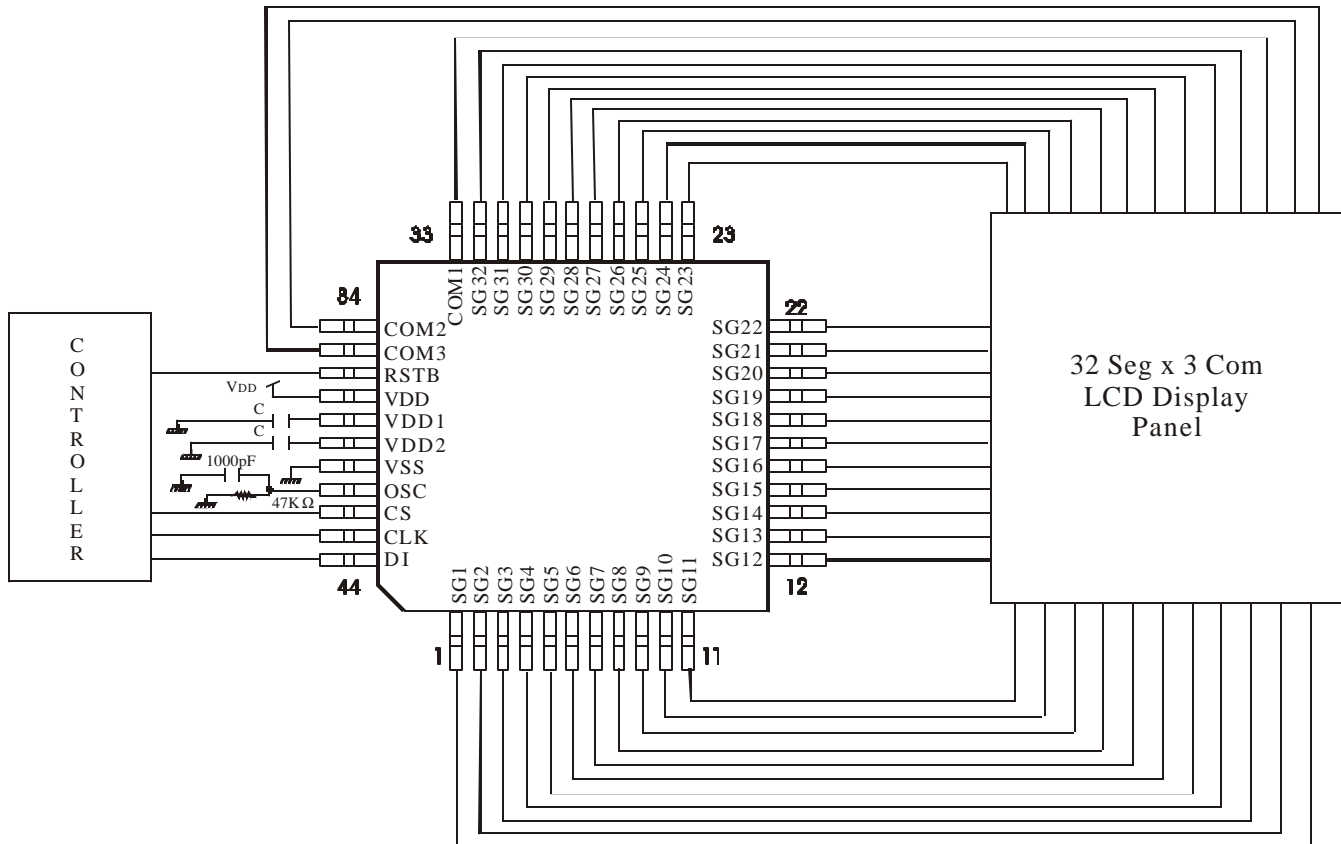 33
23
COM1
SG32
SG31
SG30
SG29
SG28
SG27
SG26
SG25
SG24
SG23
34
22
CONTROLLER
COM2
COM3
RSTB
VDD
VDD
C
VDD1
C
VDD2
1000pF
VSS
OSC
47KΩ
CS
CLK
DI
SG22
SG21
SG20
SG19
SG18
SG17
SG16
SG15
SG14
SG13
SG12
32 Seg x 3 Com
LCD Display
Panel
44
12
SG1
SG2
SG3
SG4
SG5
SG6
SG7
SG8
SG9
SG10
SG11
1
11